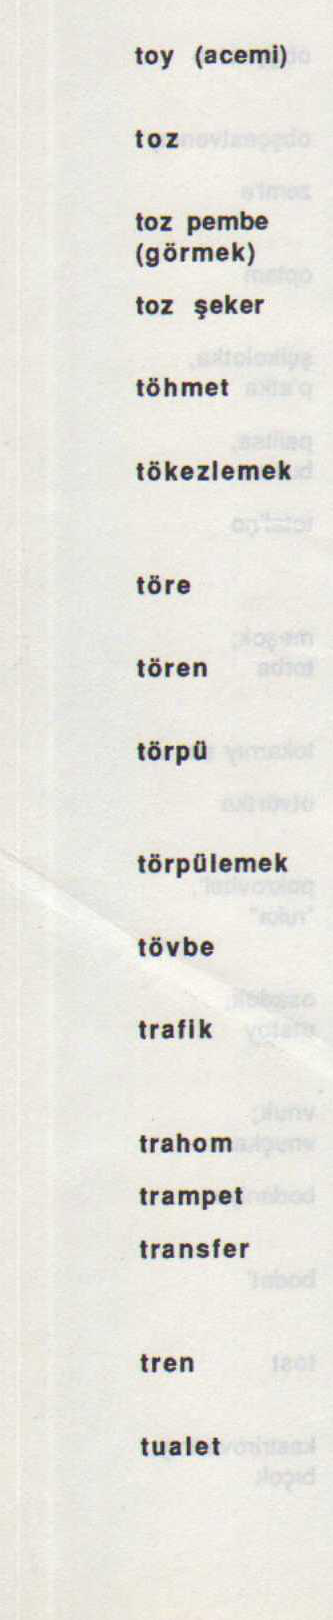 toy (acemi)
toz
toz pembe
(görmek)
toz şeker
töhmet
tökezlemek
töre
tören
törpü
törpülemek
tövbe
trafik
trahom
trampet
transfer
tren
tualet